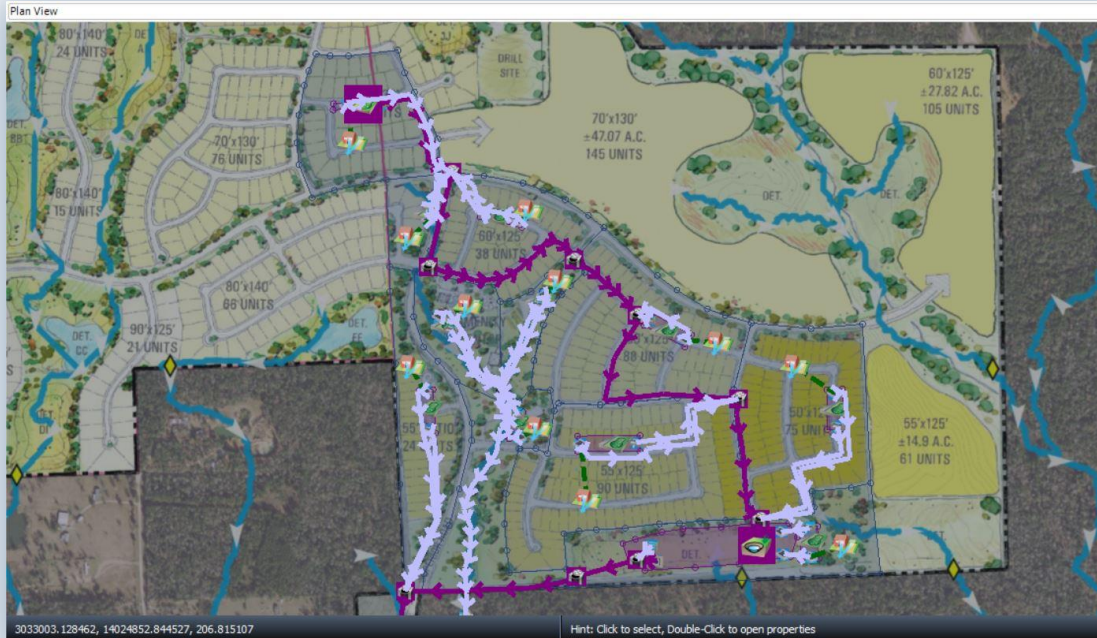 Plan View
80'x140'
24 UNITS
DRILL
SITE
60'x125'
±27.82 A.C.
105 UNITS
70'x130'
±47.07 A.C.
145 UNITS
70'x130'
76 UNITS
80'x140'
15 UNITS
DET.
DET.
60'x125'
38 UNITS
80'x140'
66 UNITS
90'x125'
21 UNITS
DET.
CC
DET.
EE
88 UNITS
75 UNITS
55'x125'
±14.9 A.C.
61 UNITS
55'x125'
90 UNITS
DET.
3033003.128462, 14024852.844527, 206.815107
Hint: Click to select, Double-Click to open properties